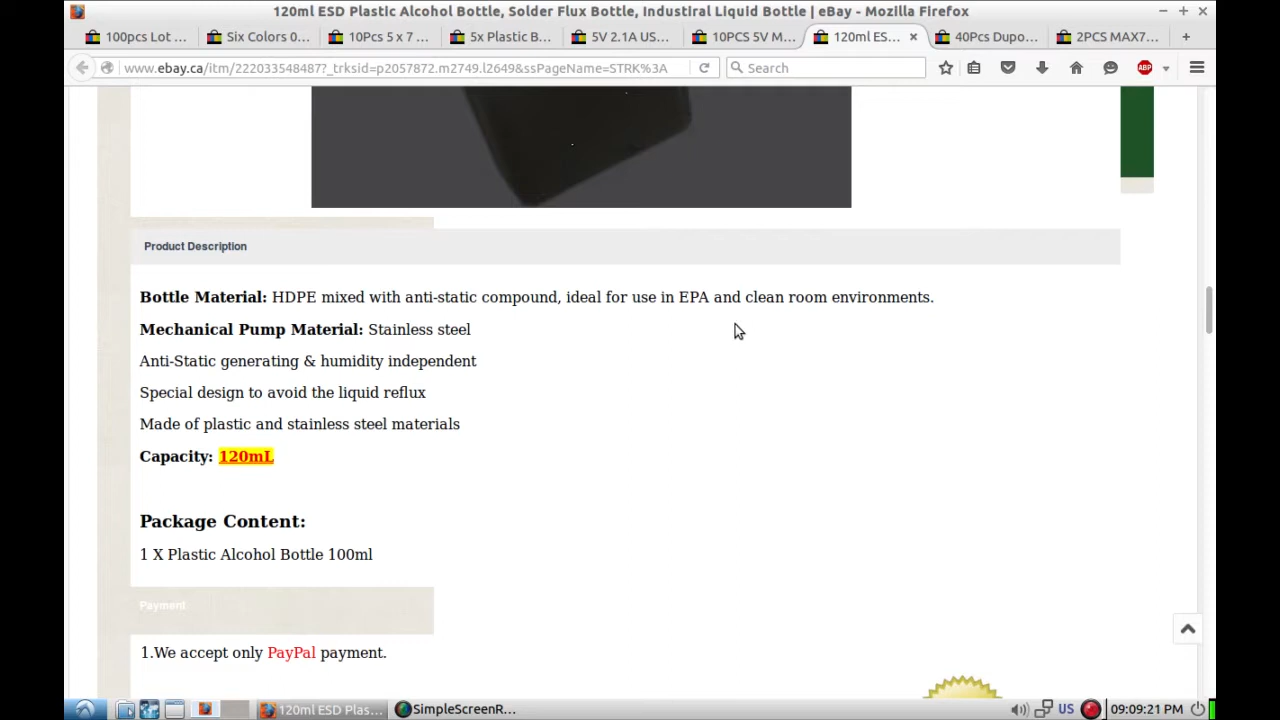 120ml ESD Plastic Alcohol Bottle, Solder Flux Bottle, Industiral Liquid Bottle | eBay - Mozilla Firefox
100pcs Lot ... Six Colors 0... 10Pcs 5 x 7 ... 5x Plastic B... 5V 2.1A US... 10PCS 5V M... 120ml ES... 40Pcs Dupo... 2PCS MAX7...
www.ebay.ca/itm/222033548487?_trksid=p2057872.m2749.l2649&ssPageName=STRK%3A Search ABP
Product Description
Bottle Material: HDPE mixed with anti-static compound, ideal for use in EPA and clean room environments.
Mechanical Pump Material: Stainless steel
Anti-Static generating & humidity independent
Special design to avoid the liquid reflux
Made of plastic and stainless steel materials
Capacity: 120mL
Package Content:
1 X Plastic Alcohol Bottle 100ml
Payment
1.We accept only PayPal payment.
120ml ESD Plas... SimpleScreenR... US 09:09:21 PM